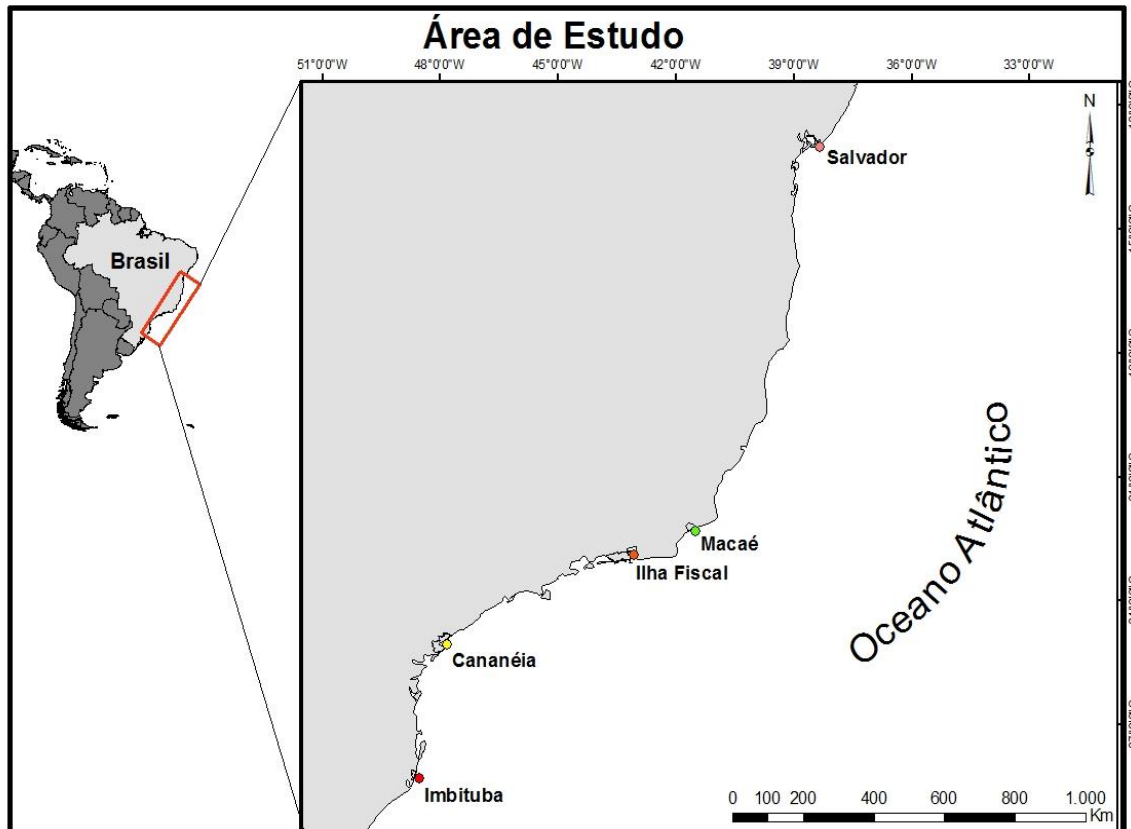 Área de Estudo
51°0'0"W 48°0'0"W 45°0'0"W 42°0'0"W 39°0'0"W 36°0'0"W 33°0'0"W
N
Salvador
Brasil
Oceano Atlântico
Macaé
Ilha Fiscal
Cananéia
Imbituba
0 100 200 400 600 800 1.000
Km